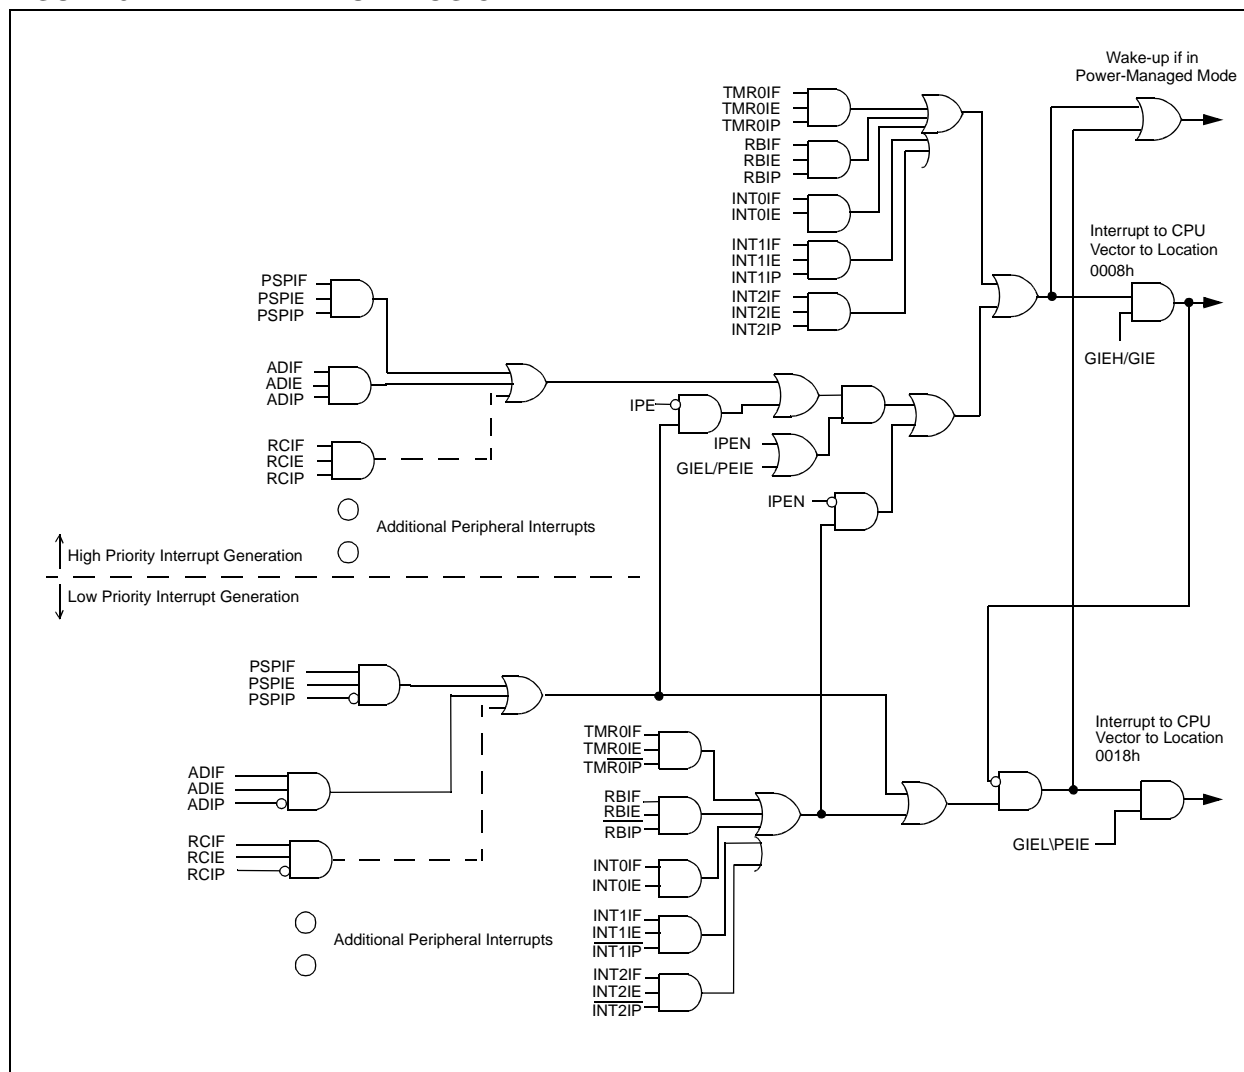 Wake-up if in
Power-Managed Mode
TMR0IF
TMR0IE
TMR0IP
RBIF
RBIE
RBIP
INT0IF
INT0IE
INT1IF
INT1IE
INT1IP
INT2IF
INT2IE
INT2IP
Interrupt to CPU
Vector to Location
0008h
GIEH/GIE
PSPIF
PSPIE
PSPIP
ADIF
ADIE
ADIP
RCIF
RCIE
RCIP
IPE
IPEN
GIEL/PEIE
IPEN
Additional Peripheral Interrupts
High Priority Interrupt Generation
Low Priority Interrupt Generation
PSPIF
PSPIE
PSPIP
ADIF
ADIE
ADIP
RCIF
RCIE
RCIP
Additional Peripheral Interrupts
TMR0IF
TMR0IE
TMR0IP
RBIF
RBIE
RBIP
INT0IF
INT0IE
INT1IF
INT1IE
INT1IP
INT2IF
INT2IE
INT2IP
Interrupt to CPU
Vector to Location
0018h
GIEL\PEIE